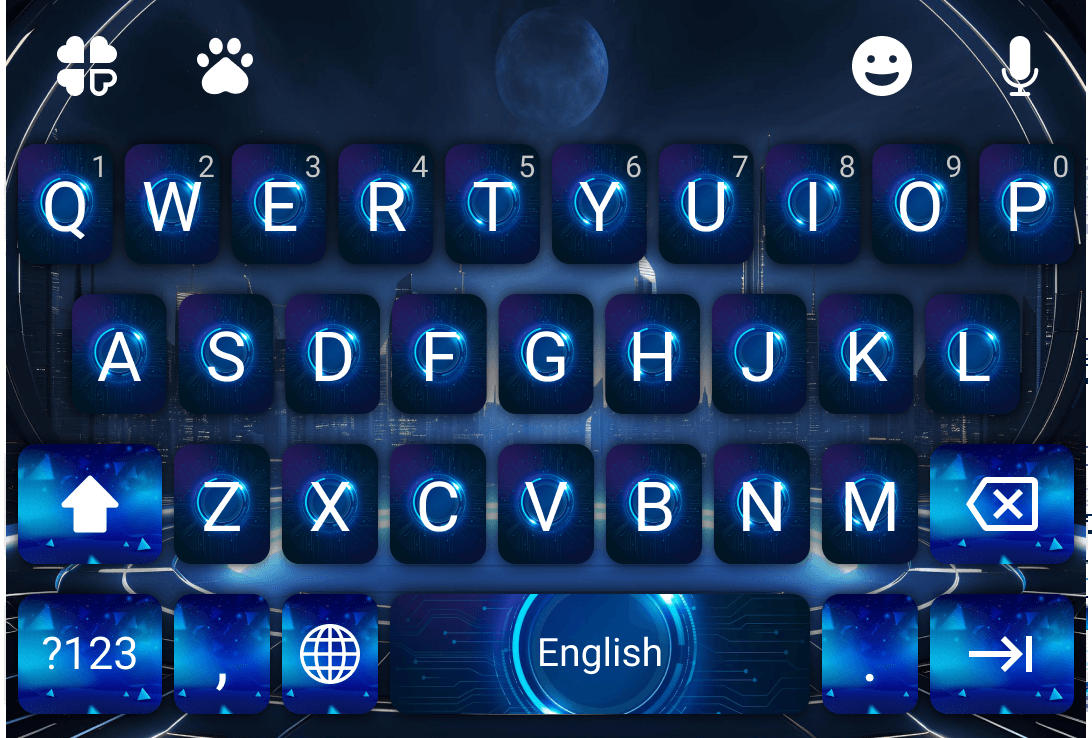 1 2 3 4 5 6 7 8 9 0
Q W E R T Y U I O P
A S D F G H J K L
Z X C V B N M
?123 , English .